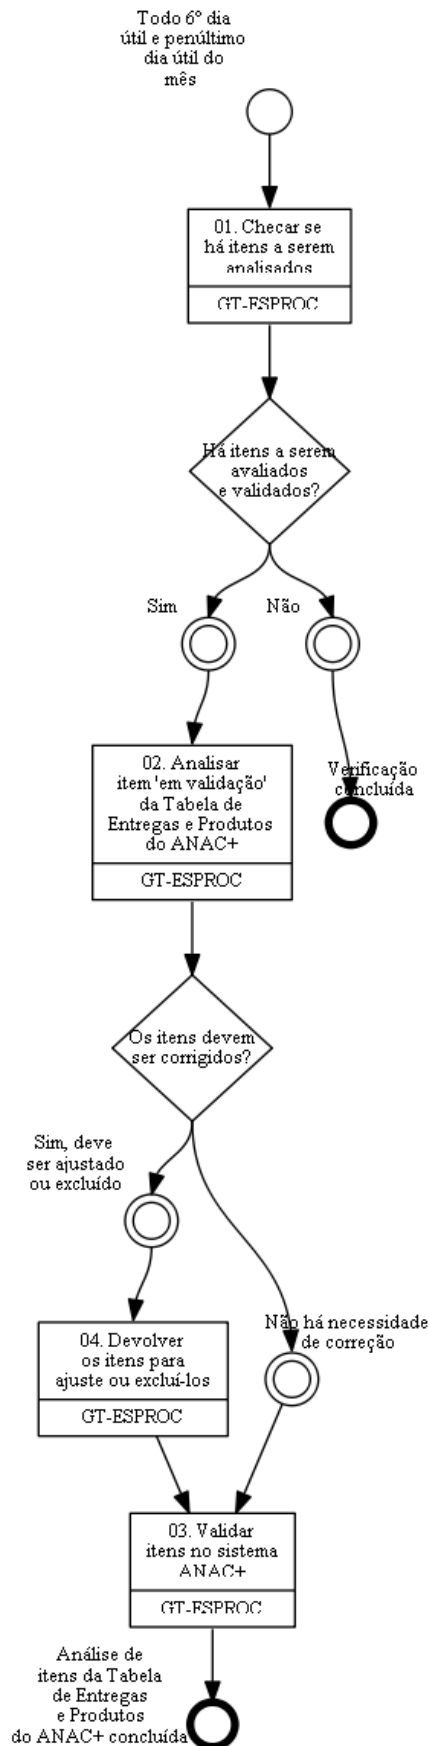 Todo 6º dia
útil e penúltimo
dia útil do
mês
01. Checar se
há itens a serem
analisados
GT-ESPROC
Há itens a serem
avaliados
e validados?
Sim
Não
02. Analisar
item 'em validação'
da Tabela de
Entregas e Produtos
do ANAC+
GT-ESPROC
Verificação
concluída
Os itens devem
ser corrigidos?
Sim, deve
ser ajustado
ou excluído
Não há necessidade
de correção
04. Devolver
os itens para
ajuste ou excluí-los
GT-ESPROC
03. Validar
itens no sistema
ANAC+
GT-ESPROC
Análise de
itens da Tabela
de Entregas
e Produtos
do ANAC+ concluída